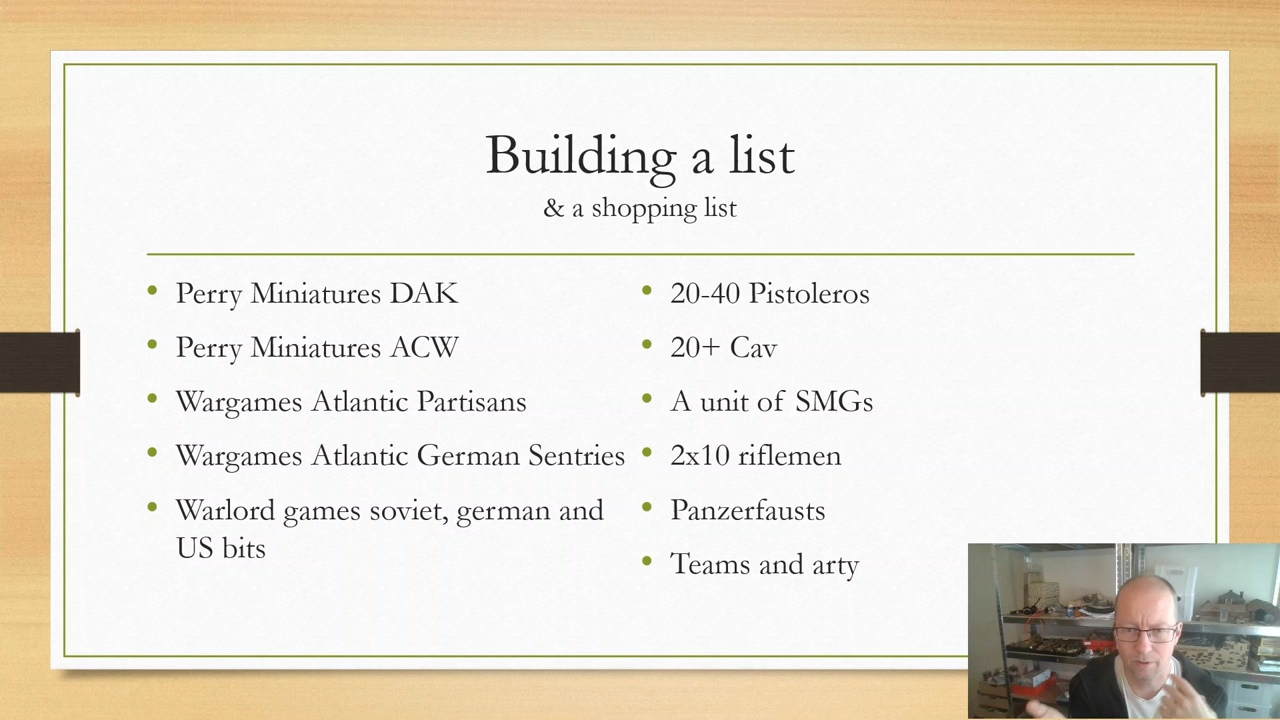 Building a list
& a shopping list
• Perry Miniatures DAK
• Perry Miniatures ACW
• Wargames Atlantic Partisans
• Wargames Atlantic German Sentries
• Warlord games soviet, german and
US bits
• 20-40 Pistoleros
• 20+ Cav
• A unit of SMGs
• 2x10 riflemen
• Panzerfausts
• Teams and arty